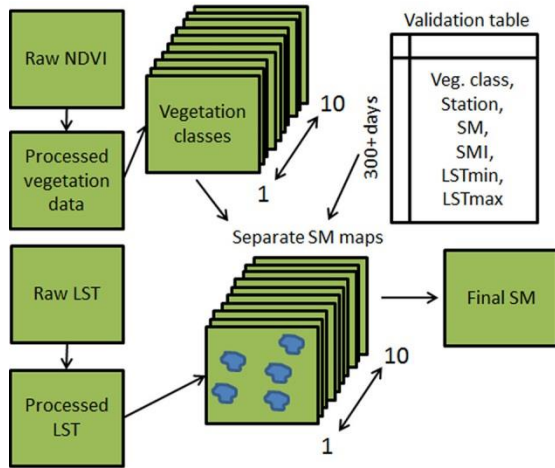 Raw NDVI
Processed
vegetation
data
Vegetation
classes
10
1
Validation table
300+ days
Veg. class,
Station,
SM,
SMI,
LSTmin,
LSTmax
Separate SM maps
Raw LST
Processed
LST
10
1
Final SM